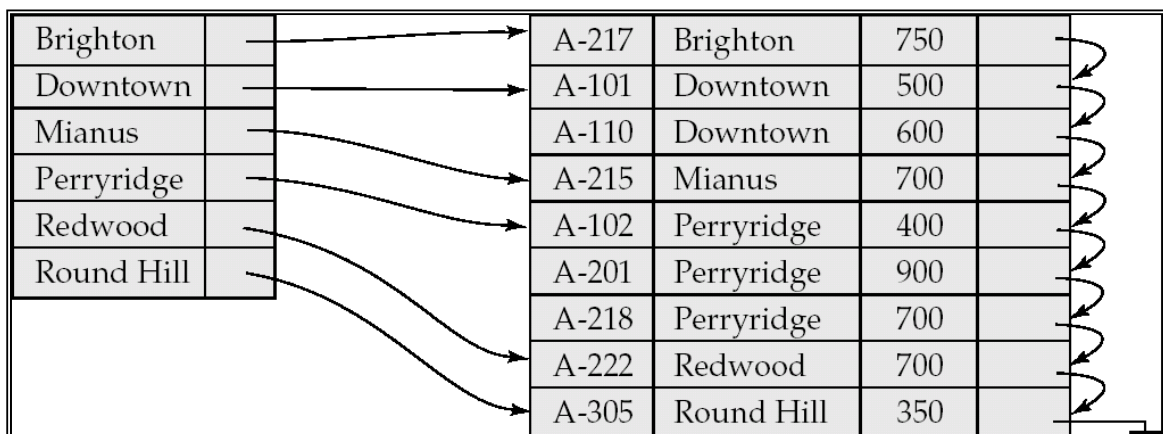 Brighton
Downtown
Mianus
Perryridge
Redwood
Round Hill
A-217 Brighton 750
A-101 Downtown 500
A-110 Downtown 600
A-215 Mianus 700
A-102 Perryridge 400
A-201 Perryridge 900
A-218 Perryridge 700
A-222 Redwood 700
A-305 Round Hill 350